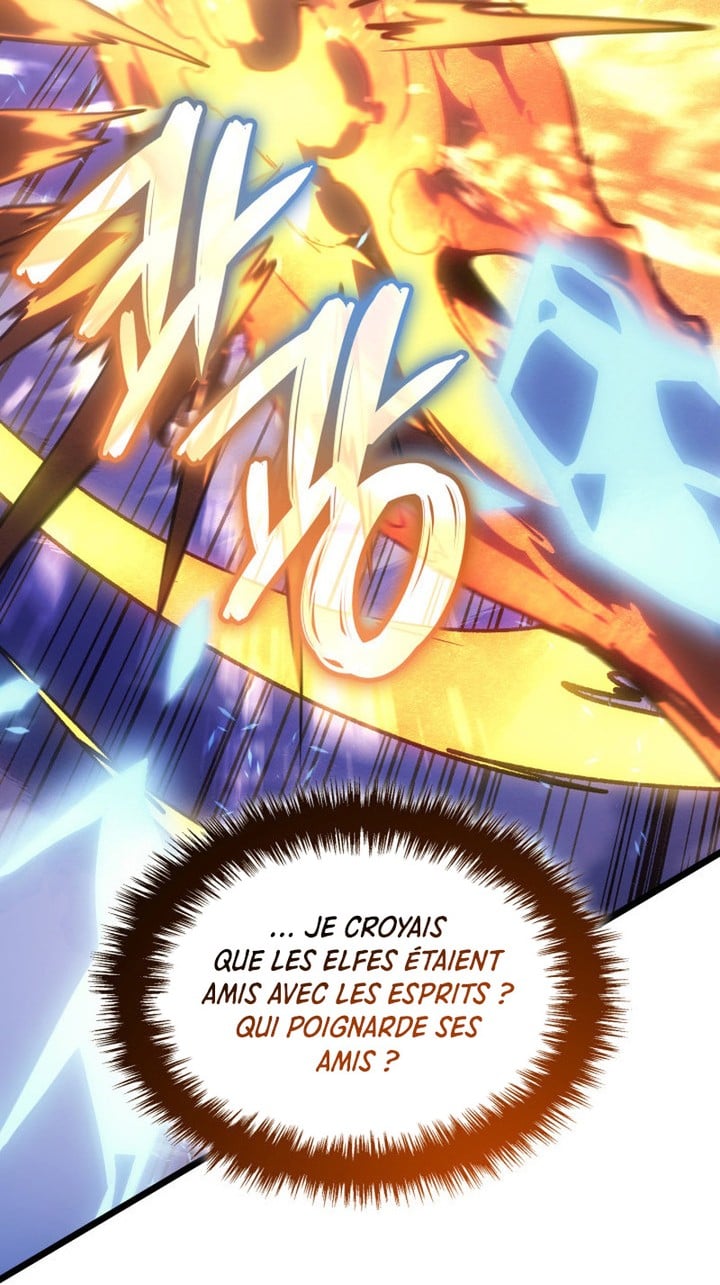 ... JE CROYAIS
QUE LES ELFES ÉTAIENT
AMIS AVEC LES ESPRITS ?
QUI POIGNARDE SES
AMIS ?